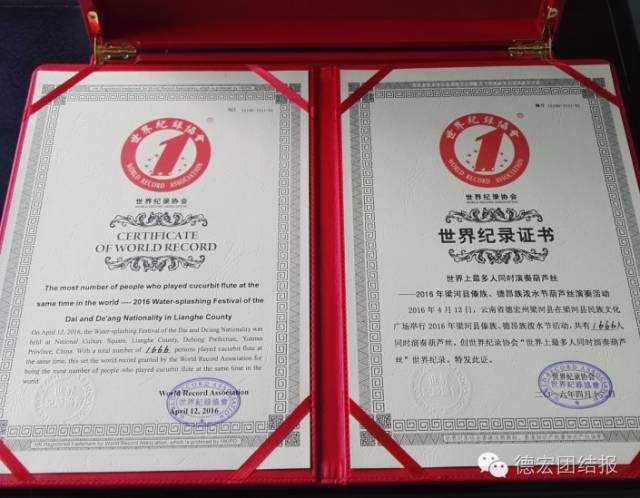 世界纪录协会
WORLD RECORD ASSOCIATION
世界纪录协会
CERTIFICATE
OF WORLD RECORD
The most number of people who played cucurbit flute at the
same time in the world ---- 2016 Water-splashing Festival of the
Dai and De'ang Nationality in Lianghe County
On April 12, 2016, the Water-splashing Festival of the Dai and De'ang Nationality was
held at National Culture Square, Lianghe County, Dehong Prefecture, Yunnan
Province, China. With a total number of 1666 persons played cucurbit flute at
the same time, this set the world record granted by the World Record Association for
being the most number of people who played cucurbit flute at the same time in the
world.
World Record Association
April 12, 2016
世界纪录協會
世界紀錄協會
WORLD RECORD ASSOCIATION
世界纪录协会
世界纪录证书
世界上最多人同时演奏葫芦丝
——2016年梁河县傣族、德昂族泼水节葫芦丝演奏活动
2016年4月12日，云南省德宏州梁河县在梁河县民族文化
广场举行2016年梁河县傣族、德昂族泼水节活动，共有1666人
同时演奏葫芦丝，创世界纪录协会“世界上最多人同时演奏葫芦
丝”世界纪录。特发此证。
世界纪录协会
二〇一六年四月十二日
德宏团结报